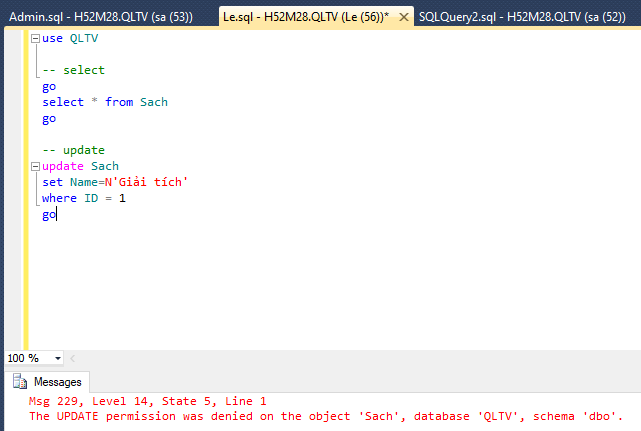 Admin.sql - H52M28.QLTV (sa (53))
Le.sql - H52M28.QLTV (Le (56))*
SQLQuery2.sql - H52M28.QLTV (sa (52))
use QLTV
-- select
go
select * from Sach
go
-- update
update Sach
set Name=N'Giải tích'
where ID = 1
go
100 %
Messages
Msg 229, Level 14, State 5, Line 1
The UPDATE permission was denied on the object 'Sach', database 'QLTV', schema 'dbo'.